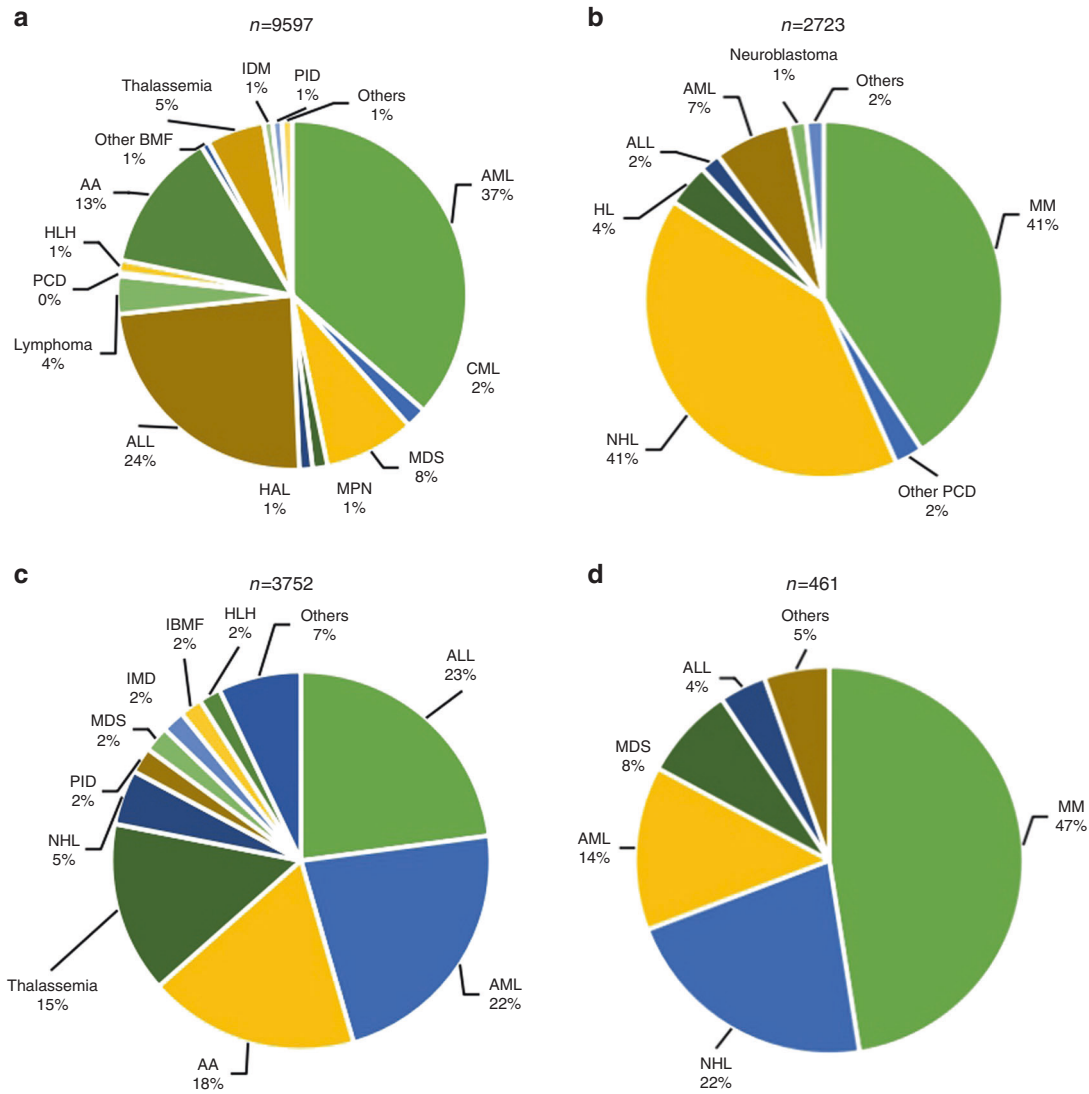 a
n=9597
AML
37%
CML
2%
MDS
8%
MPN
1%
HAL
1%
ALL
24%
Lymphoma
4%
PCD
0%
HLH
1%
AA
13%
Other BMF
1%
Thalassemia
5%
IDM
1%
PID
1%
Others
1%
b
n=2723
MM
41%
Other PCD
2%
NHL
41%
HL
4%
ALL
2%
AML
7%
Neuroblastoma
1%
Others
2%
c
n=3752
ALL
23%
AML
22%
AA
18%
Thalassemia
15%
NHL
5%
PID
2%
MDS
2%
IMD
2%
IBMF
2%
HLH
2%
Others
7%
d
n=461
MM
47%
NHL
22%
AML
14%
MDS
8%
ALL
4%
Others
5%